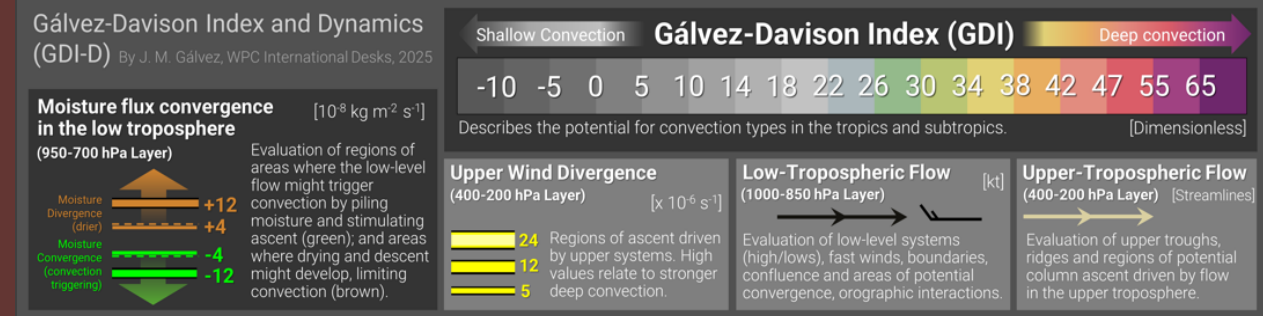 Gálvez-Davison Index and Dynamics
(GDI-D) By J. M. Gálvez, WPC International Desks, 2025
Moisture flux convergence
in the low troposphere
[10⁻⁸ kg m⁻² s⁻¹]
(950-700 hPa Layer)
Moisture
Divergence
(drier)
+12
+4
Moisture
Convergence
(convection
triggering)
-4
-12
Evaluation of regions of
areas where the low-level
flow might trigger
convection by piling
moisture and stimulating
ascent (green); and areas
where drying and descent
might develop, limiting
convection (brown).
Shallow Convection
Gálvez-Davison Index (GDI)
Deep convection
-10 -5 0 5 10 14 18 22 26 30 34 38 42 47 55 65
Describes the potential for convection types in the tropics and subtropics.
[Dimensionless]
Upper Wind Divergence
(400-200 hPa Layer)
[x 10⁻⁶ s⁻¹]
24
12
5
Regions of ascent driven
by upper systems. High
values relate to stronger
deep convection.
Low-Tropospheric Flow
(1000-850 hPa Layer)
[kt]
Evaluation of low-level systems
(high/lows), fast winds, boundaries,
confluence and areas of potential
convergence, orographic interactions.
Upper-Tropospheric Flow
(400-200 hPa Layer)
[Streamlines]
Evaluation of upper troughs,
ridges and regions of potential
column ascent driven by flow
in the upper troposphere.